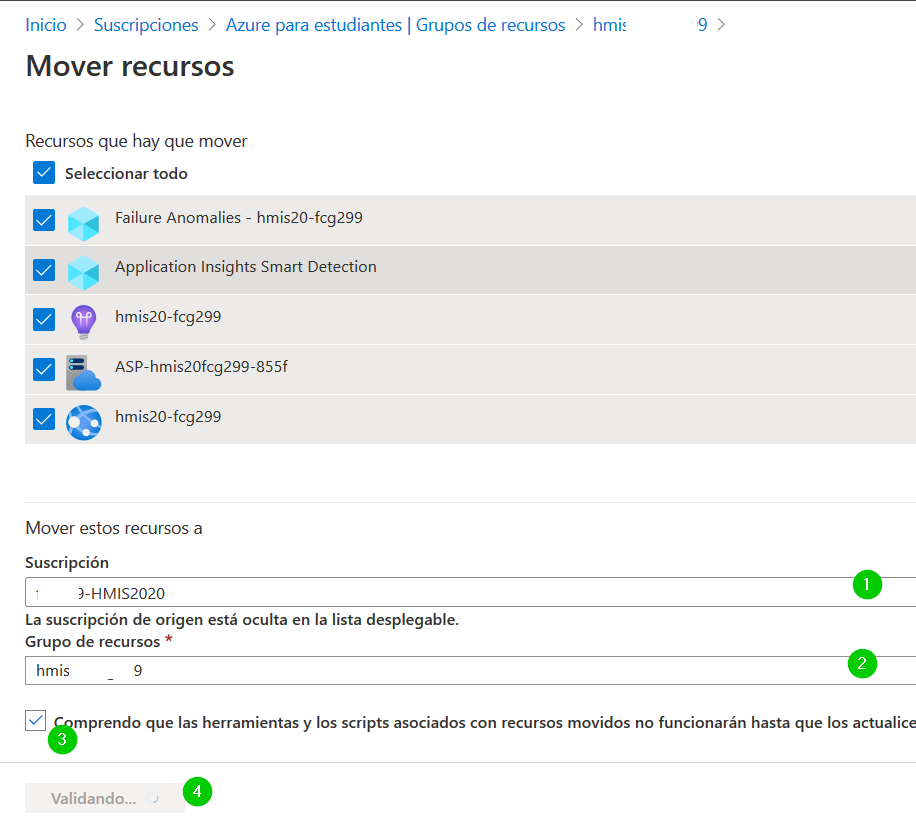 Inicio > Suscripciones > Azure para estudiantes | Grupos de recursos > hmis 9 >
Mover recursos
Recursos que hay que mover
Seleccionar todo
Failure Anomalies - hmis20-fcg299
Application Insights Smart Detection
hmis20-fcg299
ASP-hmis20fcg299-855f
hmis20-fcg299
Mover estos recursos a
Suscripción
9-HMIS2020 1
La suscripción de origen está oculta en la lista desplegable.
Grupo de recursos *
hmis _ 9 2
Comprendo que las herramientas y los scripts asociados con recursos movidos no funcionarán hasta que los actualice
3
Validando... 4